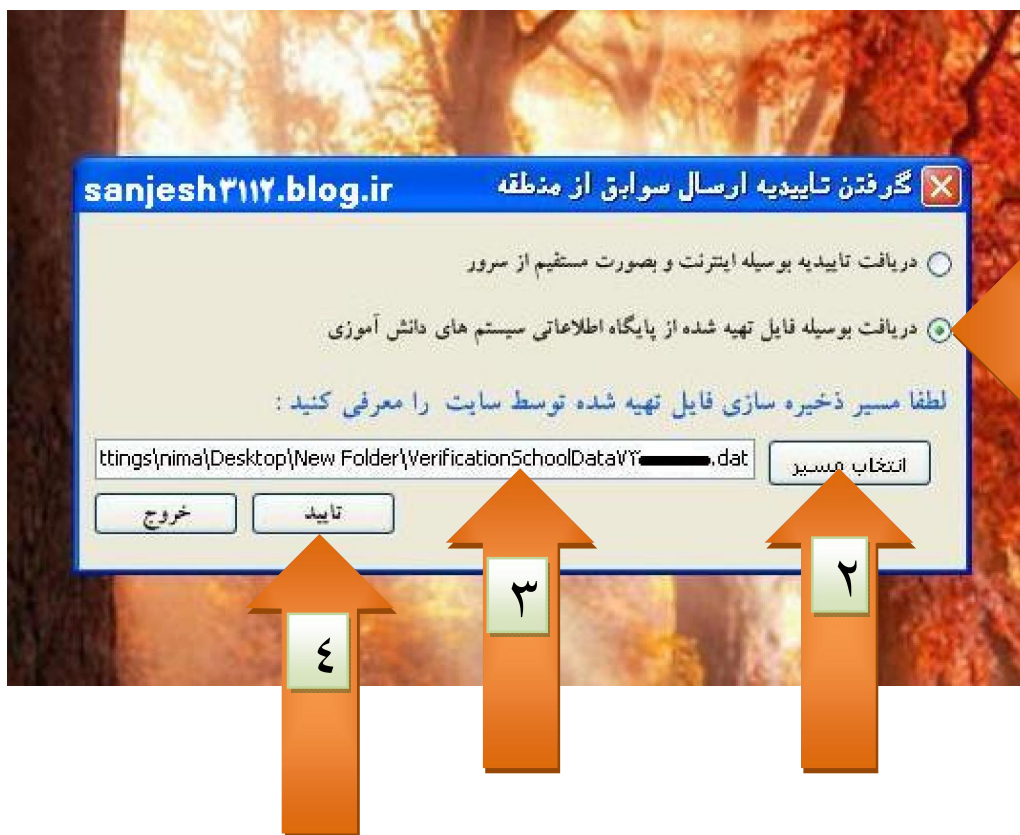 گرفتن تاییدیه ارسال سوابق از منطقه sanjesh۳۱۱۲.blog.ir
دریافت تاییدیه بوسیله اینترنت و بصورت مستقیم از سرور
دریافت بوسیله فایل تهیه شده از پایگاه اطلاعاتی سیستم های دانش آموزی
لطفا مسیر ذخیره سازی فایل تهیه شده توسط سایت را معرفی کنید :
انتخاب مسیر
ttings\nima\Desktop\New Folder\VerificationSchoolData۷۳ .dat
تایید
خروج
۲
۳
٤